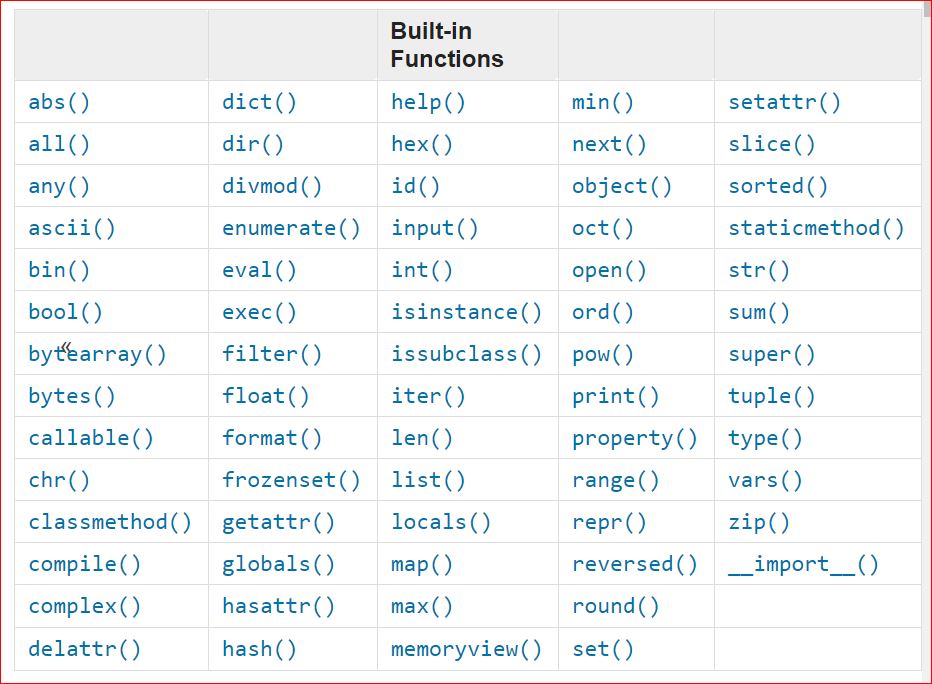 Built-in
Functions
abs() dict() help() min() setattr()
all() dir() hex() next() slice()
any() divmod() id() object() sorted()
ascii() enumerate() input() oct() staticmethod()
bin() eval() int() open() str()
bool() exec() isinstance() ord() sum()
bytearray() filter() issubclass() pow() super()
bytes() float() iter() print() tuple()
callable() format() len() property() type()
chr() frozenset() list() range() vars()
classmethod() getattr() locals() repr() zip()
compile() globals() map() reversed() __import__()
complex() hasattr() max() round()
delattr() hash() memoryview() set()